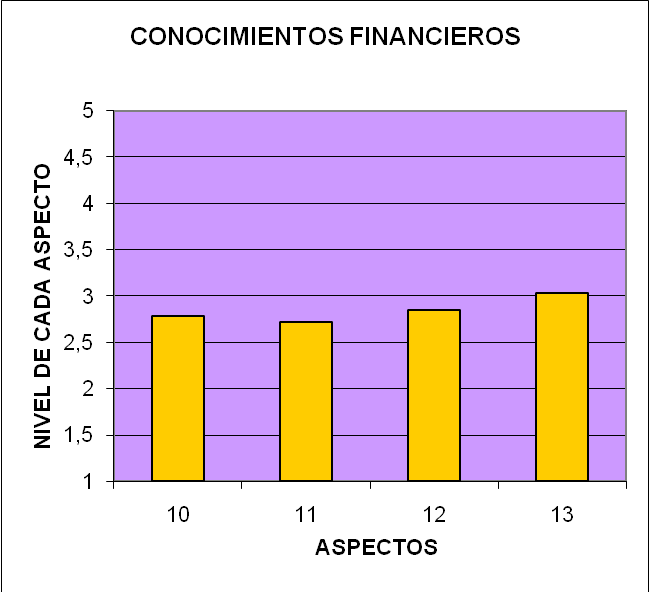 CONOCIMIENTOS FINANCIEROS
NIVEL DE CADA ASPECTO
5
4,5
4
3,5
3
2,5
2
1,5
1
10 11 12 13
ASPECTOS